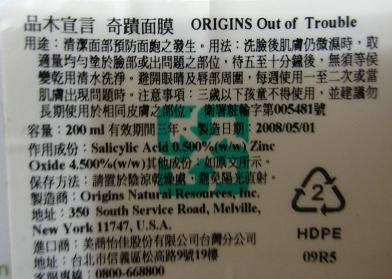 品木宣言 奇蹟面膜 ORIGINS Out of Trouble
用途：清潔面部預防面皰之發生。用法：洗臉後肌膚仍微濕時，取
適量均勻塗於臉部或出問題之部位，待五至十分鐘後，無須等侯
變乾用清水洗淨。避開眼睛及唇部周圍，每週使用一至二次或當
肌膚出現問題時。注意事項：三歲以下孩童不得使用，並建議勿
長期使用於相同皮膚之部位。衛署粧輸字第005481號
容量：200 ml 有效期間三年。製造日期：2008/05/01
作用成份：Salicylic Acid 0.500%(w/w) Zinc
Oxide 4.500%(w/w) 其他成份：如原文所示。
保存方法：請置於陰涼乾燥處，避免陽光直射。
製造商：Origins Natural Resources, Inc.
地址：350 South Service Road, Melville,
New York 11747, U.S.A.
進口商：美商怡佳股份有限公司台灣分公司
地址：台北市信義區松高路9號19樓
客服專線：0800-668800
2
HDPE
09R5